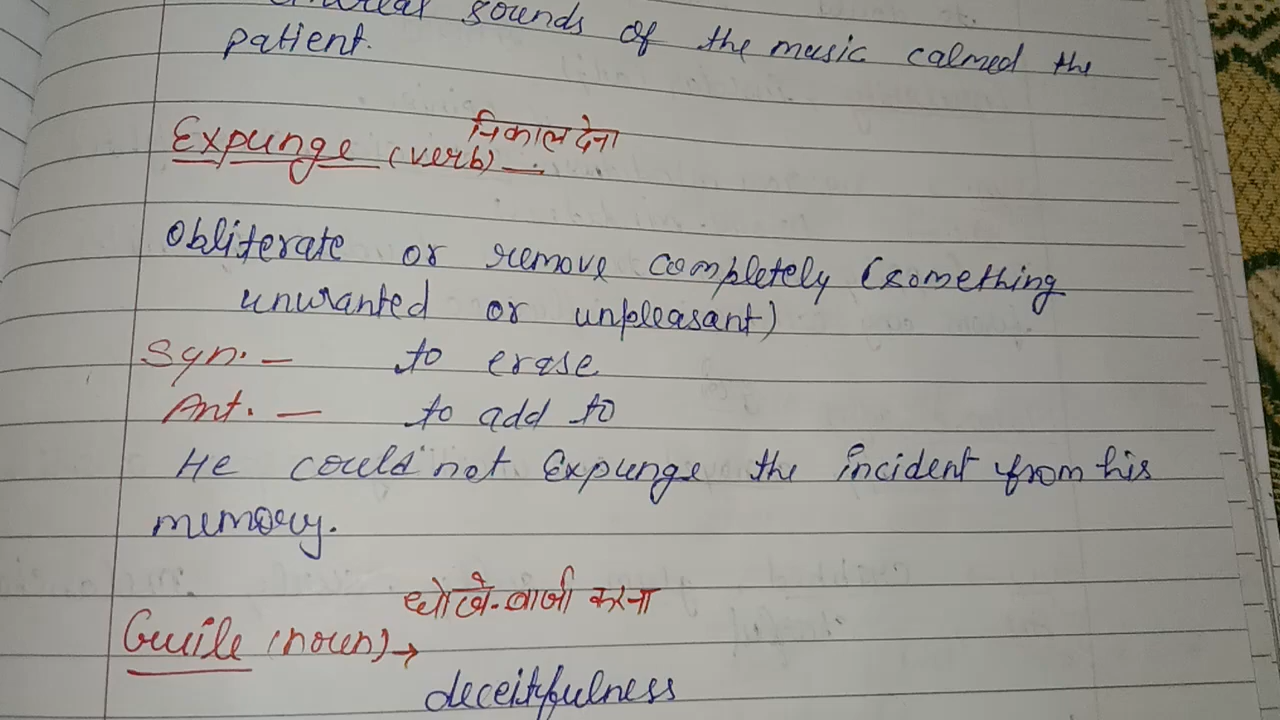 sounds of the music calmed the
patient.
निकाल देना
Expunge (verb) —
Obliterate or remove completely (something
unwanted or unpleasant)
Syn. — to erase
Ant. — to add to
He could not Expunge the incident from his
memory.
धोखे-बाजी करना
Guile (noun) →
deceitfulness